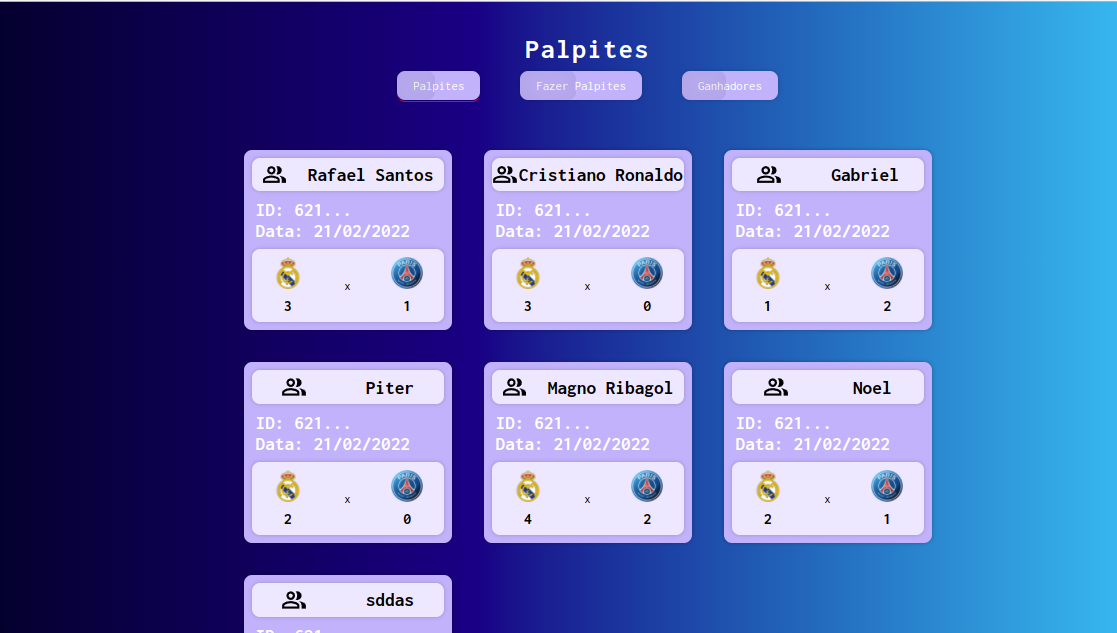 Palpites
Palpites Fazer Palpites Ganhadores
Rafael Santos
ID: 621...
Data: 21/02/2022
x
3 1
Cristiano Ronaldo
ID: 621...
Data: 21/02/2022
x
3 0
Gabriel
ID: 621...
Data: 21/02/2022
x
1 2
Piter
ID: 621...
Data: 21/02/2022
x
2 0
Magno Ribagol
ID: 621...
Data: 21/02/2022
x
4 2
Noel
ID: 621...
Data: 21/02/2022
x
2 1
sddas